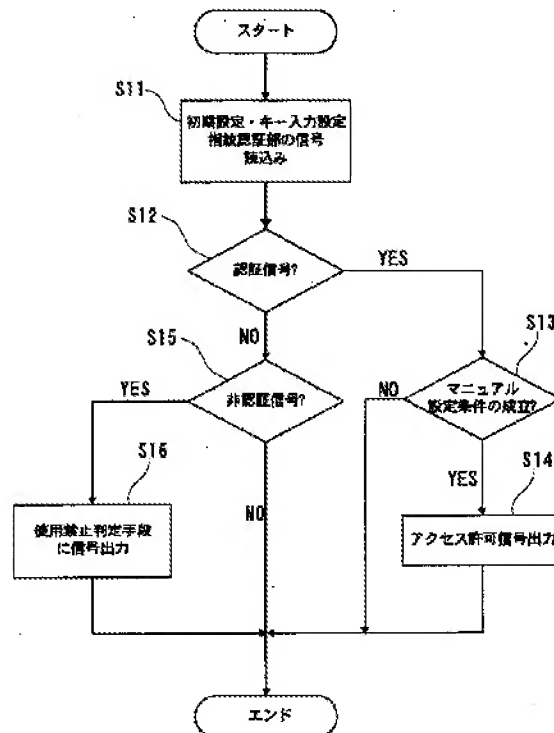 スタート
S11
初期設定・キー入力設定
指紋認証部の信号
読込み
S12
認証信号?
YES
NO
S13
マニュアル
設定条件の成立?
NO
YES
S15
非認証信号?
YES
NO
S16
使用禁止判定手段
に信号出力
S14
アクセス許可信号出力
エンド